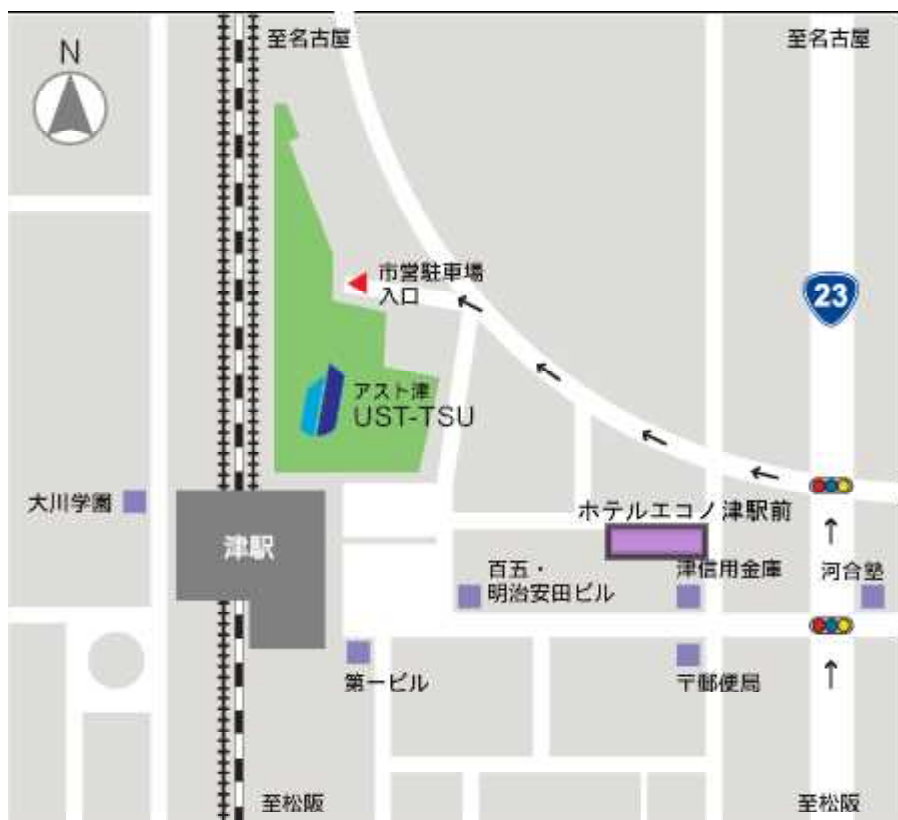 至名古屋
至名古屋
N
市営駐車場
入口
23
アスト津
UST-TSU
大川学園
ホテルエコノ津駅前
津駅
百五・
明治安田ビル
津信用金庫
河合塾
第一ビル
〒郵便局
至松阪
至松阪